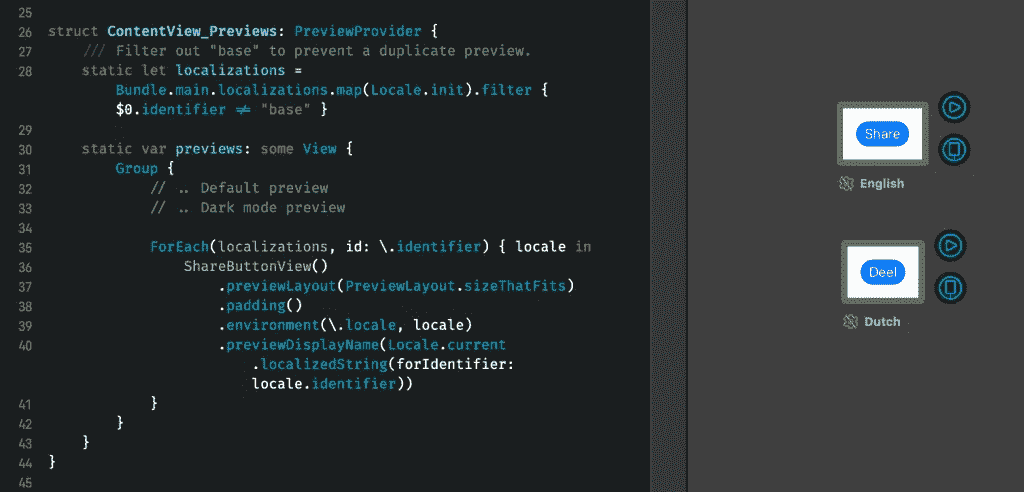 25
26 struct ContentView_Previews: PreviewProvider {
27 /// Filter out "base" to prevent a duplicate preview.
28 static let localizations =
Bundle.main.localizations.map(Locale.init).filter {
$0.identifier ≠ "base" }
29
30 static var previews: some View {
31 Group {
32 // .. Default preview
33 // .. Dark mode preview
34
35 ForEach(localizations, id: \.identifier) { locale in
36 ShareButtonView()
37 .previewLayout(PreviewLayout.sizeThatFits)
38 .padding()
39 .environment(\.locale, locale)
40 .previewDisplayName(Locale.current
.localizedString(forIdentifier:
locale.identifier))
41 }
42 }
43 }
44 }
45
Share
English
Deel
Dutch